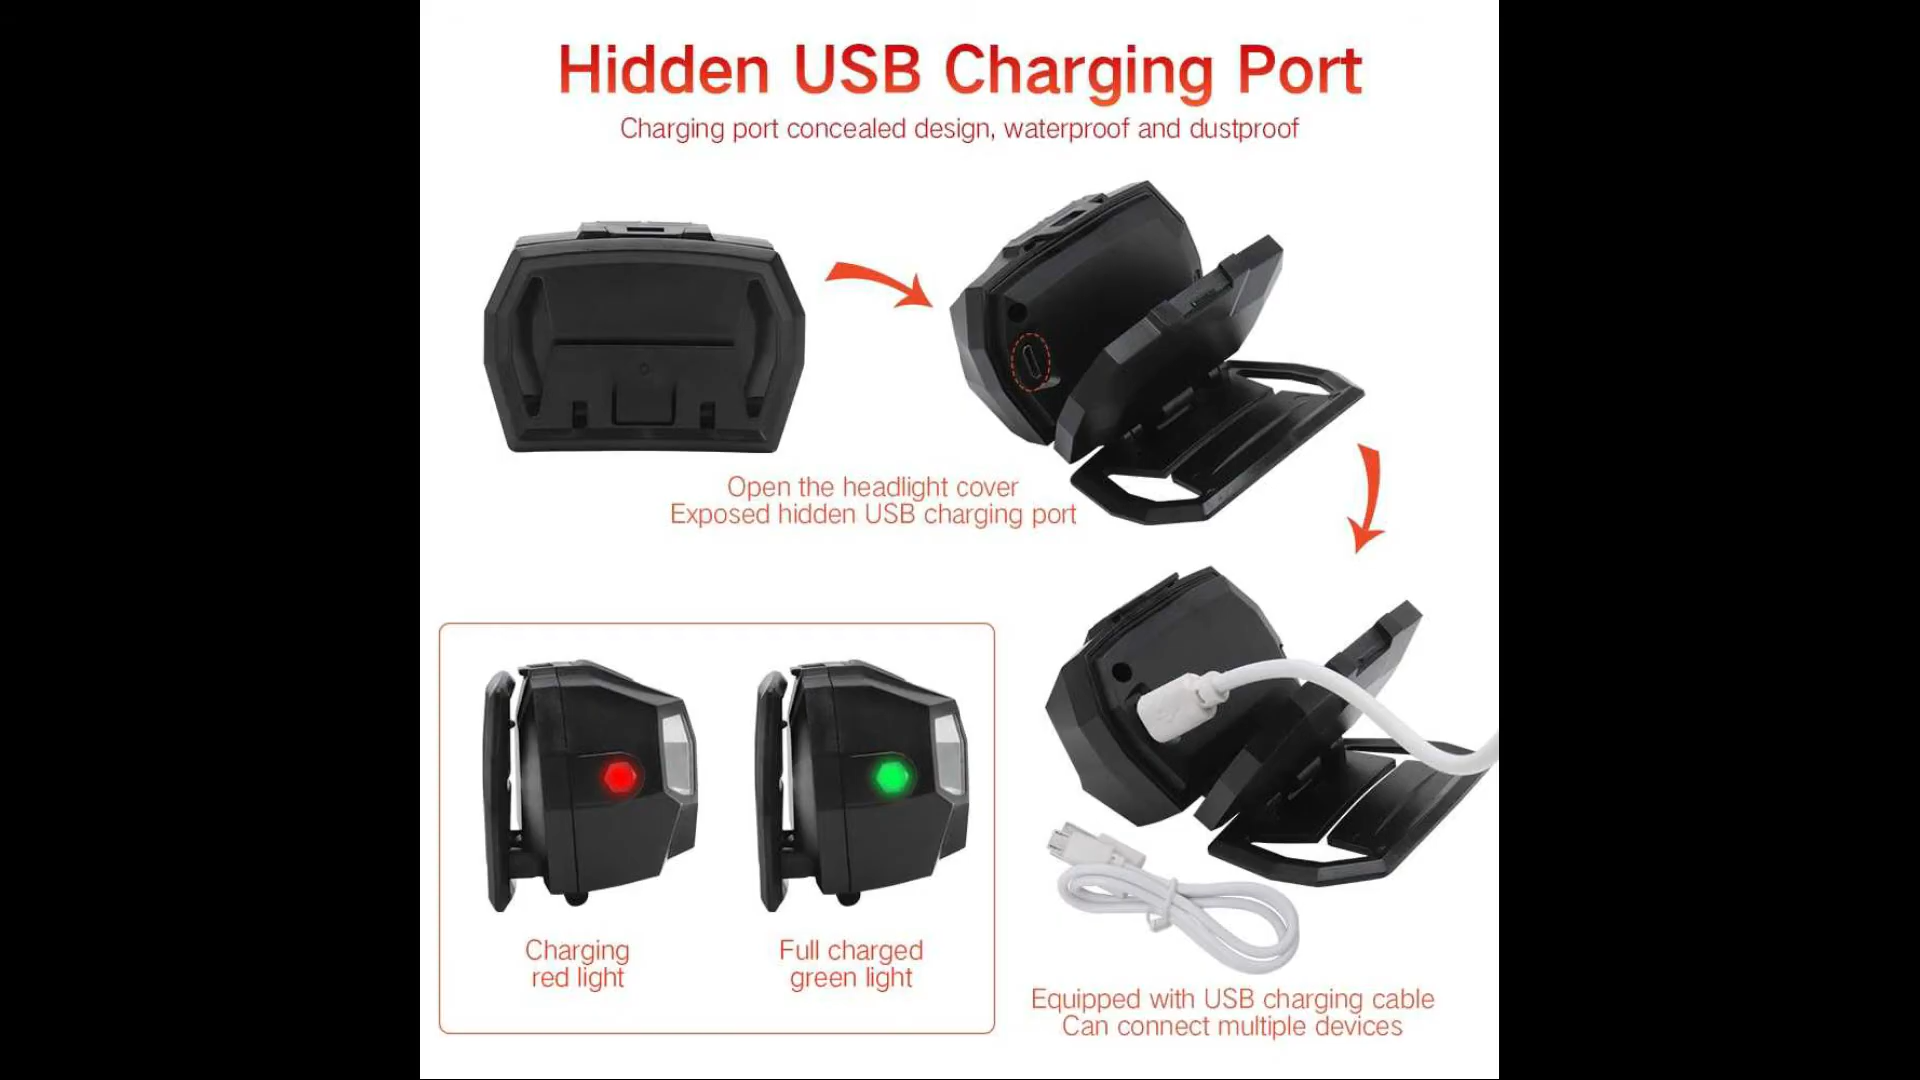 Hidden USB Charging Port
Charging port concealed design, waterproof and dustproof
Open the headlight cover
Exposed hidden USB charging port
Charging
red light
Full charged
green light
Equipped with USB charging cable
Can connect multiple devices